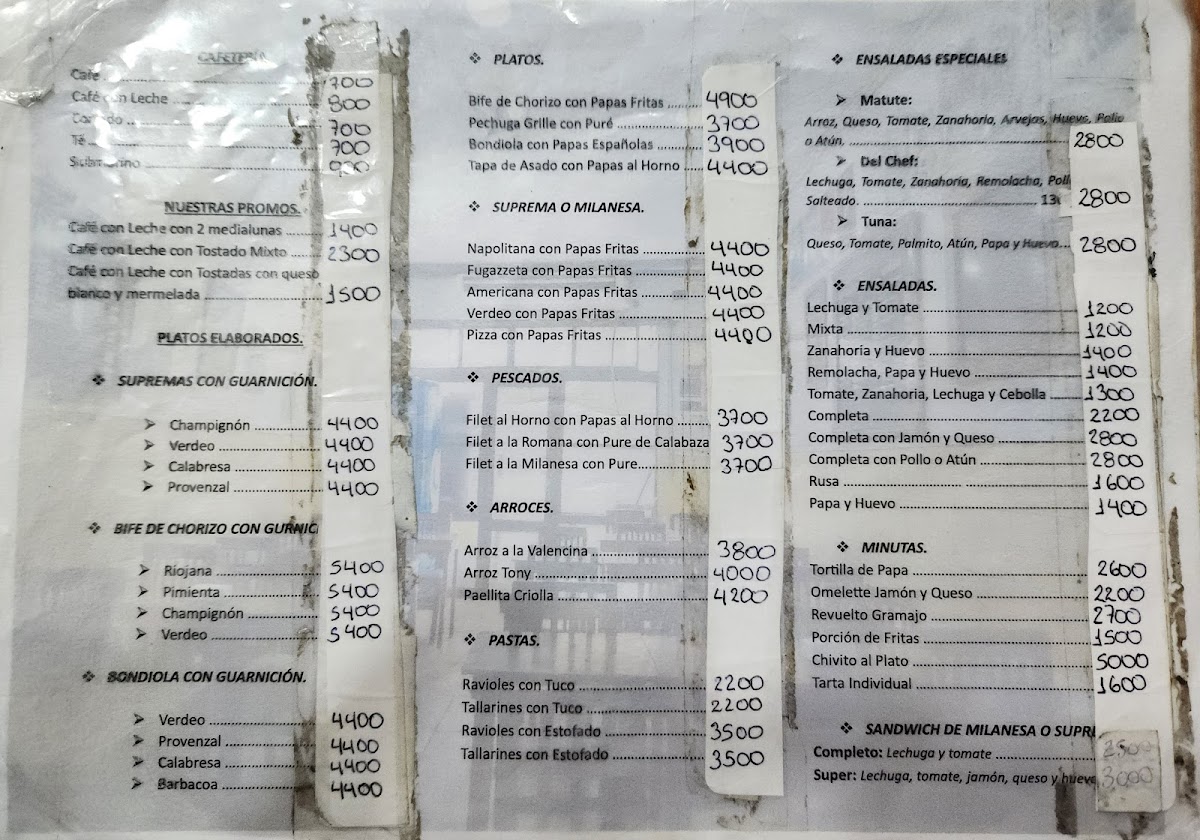 CAFETERÍA
Café ... 700
Café con Leche ... 800
Cortado ... 700
Té ... 700
Submarino ... 900
NUESTRAS PROMOS.
Café con Leche con 2 medialunas ... 1400
Café con Leche con Tostado Mixto ... 2300
Café con Leche con Tostadas con queso
blanco y mermelada ... 1500
PLATOS ELABORADOS.
❖ SUPREMAS CON GUARNICIÓN.
➢ Champignón ... 4400
➢ Verdeo ... 4400
➢ Calabresa ... 4400
➢ Provenzal ... 4400
❖ BIFE DE CHORIZO CON GURNICI
➢ Riojana ... 5400
➢ Pimienta ... 5400
➢ Champignón ... 5400
➢ Verdeo ... 5400
❖ BONDIOLA CON GUARNICIÓN.
➢ Verdeo ... 4400
➢ Provenzal ... 4400
➢ Calabresa ... 4400
➢ Barbacoa ... 4400
❖ PLATOS.
Bife de Chorizo con Papas Fritas ... 4900
Pechuga Grille con Puré ... 3700
Bondiola con Papas Españolas ... 3900
Tapa de Asado con Papas al Horno ... 4400
❖ SUPREMA O MILANESA.
Napolitana con Papas Fritas ... 4400
Fugazzeta con Papas Fritas ... 4400
Americana con Papas Fritas ... 4400
Verdeo con Papas Fritas ... 4400
Pizza con Papas Fritas ... 4400
❖ PESCADOS.
Filet al Horno con Papas al Horno ... 3700
Filet a la Romana con Pure de Calabaza 3700
Filet a la Milanesa con Pure... 3700
❖ ARROCES.
Arroz a la Valencina ... 3800
Arroz Tony ... 4000
Paellita Criolla ... 4200
❖ PASTAS.
Ravioles con Tuco ... 2200
Tallarines con Tuco ... 2200
Ravioles con Estofado ... 3500
Tallarines con Estofado ... 3500
❖ ENSALADAS ESPECIALES
➢ Matute:
Arroz, Queso, Tomate, Zanahoria, Arvejas, Huevo, Pollo
o Atún. ... 2800
➢ Del Chef:
Lechuga, Tomate, Zanahoria, Remolacha, Poll
Salteado. ... 2800
➢ Tuna:
Queso, Tomate, Palmito, Atún, Papa y Huevo... 2800
❖ ENSALADAS.
Lechuga y Tomate ... 1200
Mixta ... 1200
Zanahoria y Huevo ... 1400
Remolacha, Papa y Huevo ... 1400
Tomate, Zanahoria, Lechuga y Cebolla ... 1300
Completa ... 2200
Completa con Jamón y Queso ... 2800
Completa con Pollo o Atún ... 2800
Rusa ... 1600
Papa y Huevo ... 1400
❖ MINUTAS.
Tortilla de Papa ... 2600
Omelette Jamón y Queso ... 2200
Revuelto Gramajo ... 2700
Porción de Fritas ... 1500
Chivito al Plato ... 5000
Tarta Individual ... 1600
❖ SANDWICH DE MILANESA O SUPRE
Completo: Lechuga y tomate ... 2500
Super: Lechuga, tomate, jamón, queso y huevo 3000